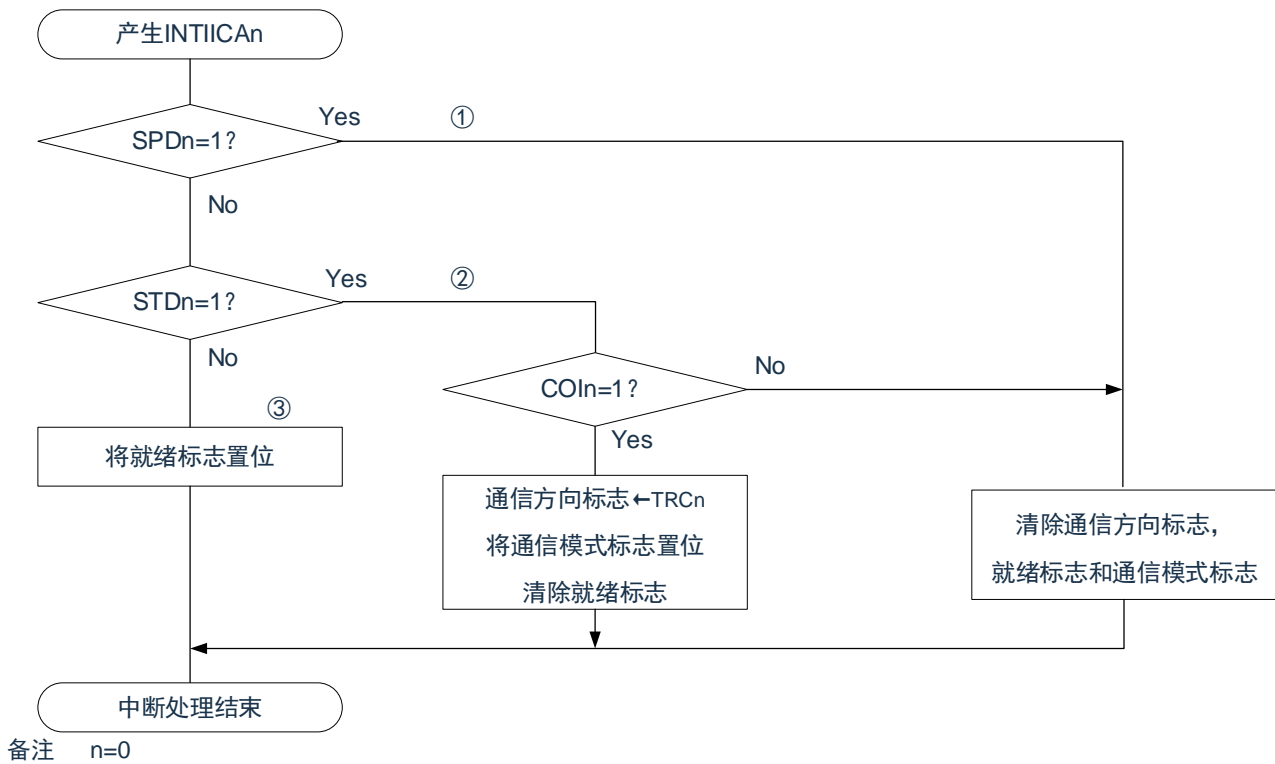 产生INTIICAn
Yes
①
SPDn=1?
No
Yes
②
STDn=1?
No
COIn=1?
No
③
Yes
将就绪标志置位
通信方向标志←TRCn
将通信模式标志置位
清除就绪标志
清除通信方向标志，
就绪标志和通信模式标志
中断处理结束
备注 n=0